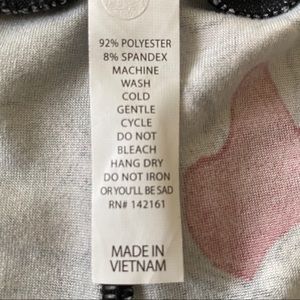 92% POLYESTER
8% SPANDEX
MACHINE
WASH
COLD
GENTLE
CYCLE
DO NOT
BLEACH
HANG DRY
DO NOT IRON
OR YOU'LL BE SAD
RN# 142161
MADE IN
VIETNAM